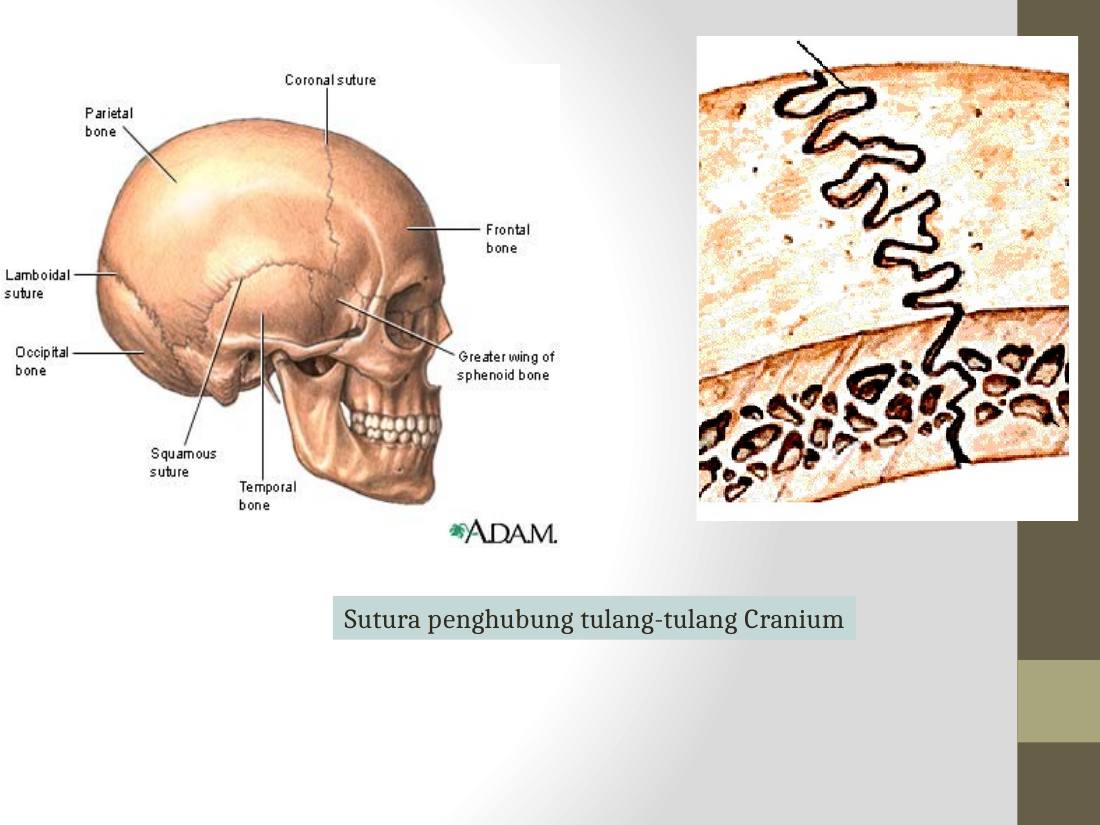 Coronal suture
Parietal
bone
Frontal
bone
Lamboidal
suture
Occipital
bone
Greater wing of
sphenoid bone
Squamous
suture
Temporal
bone
A.D.A.M.
Sutura penghubung tulang-tulang Cranium